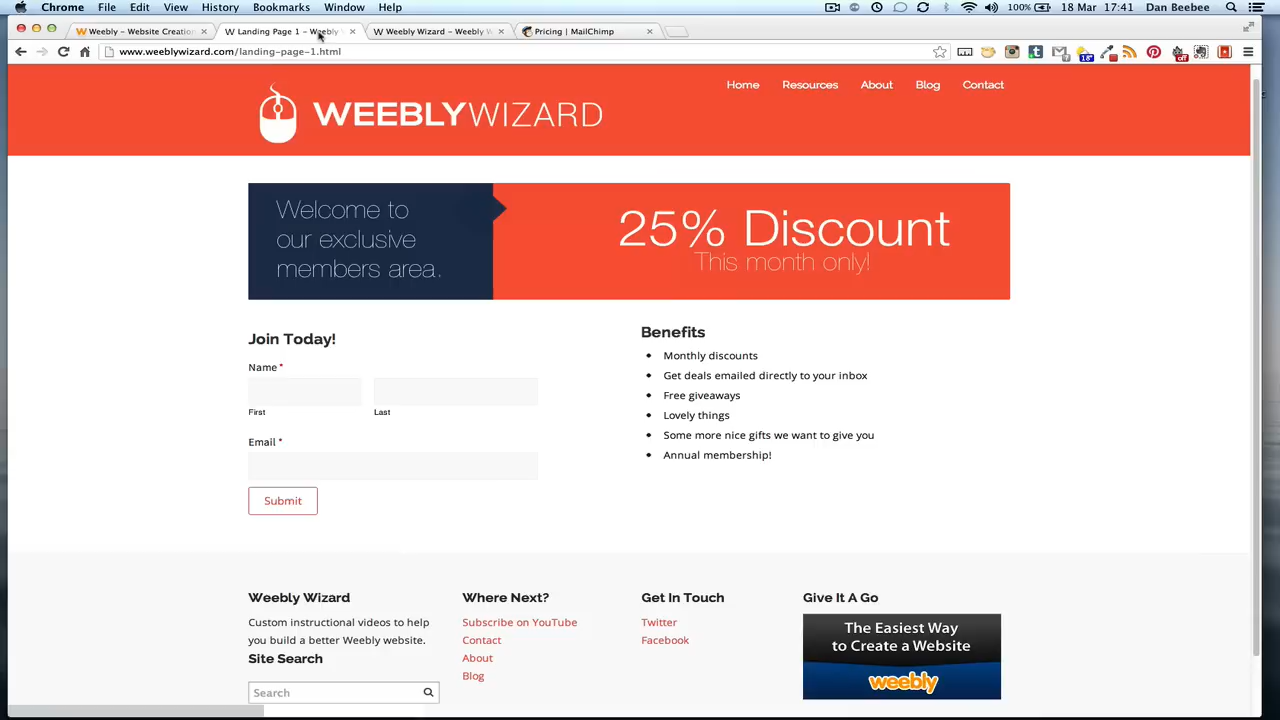 Chrome File Edit View History Bookmarks Window Help 100% 18 Mar 17:41 Dan Beebee
Weebly - Website Creation Landing Page 1 - Weebly Weebly Wizard - Weebly W Pricing | MailChimp
www.weeblywizard.com/landing-page-1.html
18°
off
Home Resources About Blog Contact
WEEBLYWIZARD
Welcome to
our exclusive
members area.
25% Discount
This month only!
Join Today!
Name *
First Last
Email *
Submit
Benefits
Monthly discounts
Get deals emailed directly to your inbox
Free giveaways
Lovely things
Some more nice gifts we want to give you
Annual membership!
Weebly Wizard
Custom instructional videos to help
you build a better Weebly website.
Site Search
Search
Where Next?
Subscribe on YouTube
Contact
About
Blog
Get In Touch
Twitter
Facebook
Give It A Go
The Easiest Way
to Create a Website
weebly